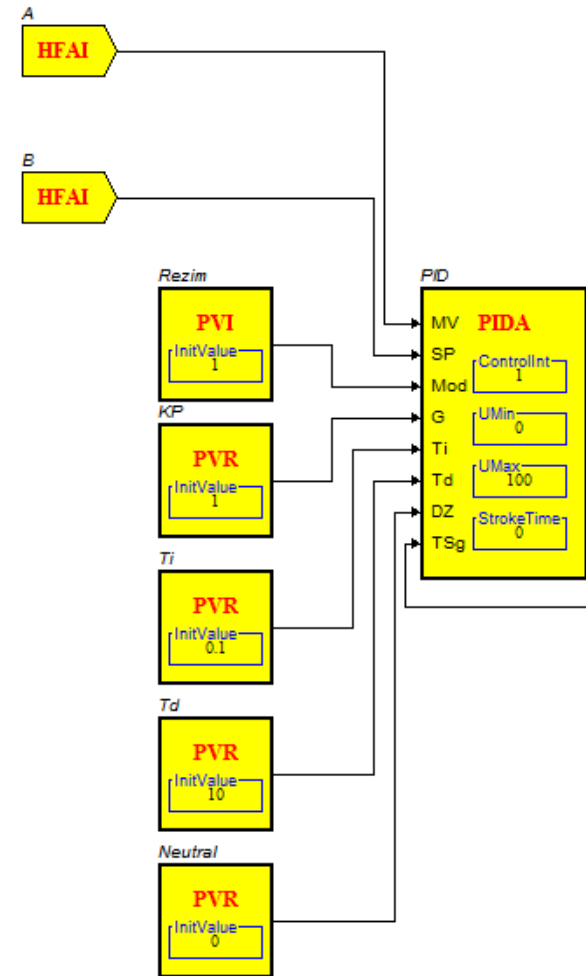 A
HFAI
B
HFAI
Rezim
PVI
InitValue
1
KP
PVR
InitValue
1
Ti
PVR
InitValue
0.1
Td
PVR
InitValue
10
Neutral
PVR
InitValue
0
PID
PIDA
MV
SP
Mod
G
Ti
Td
DZ
TSg
ControlInt
1
UMin
0
UMax
100
StrokeTime
0